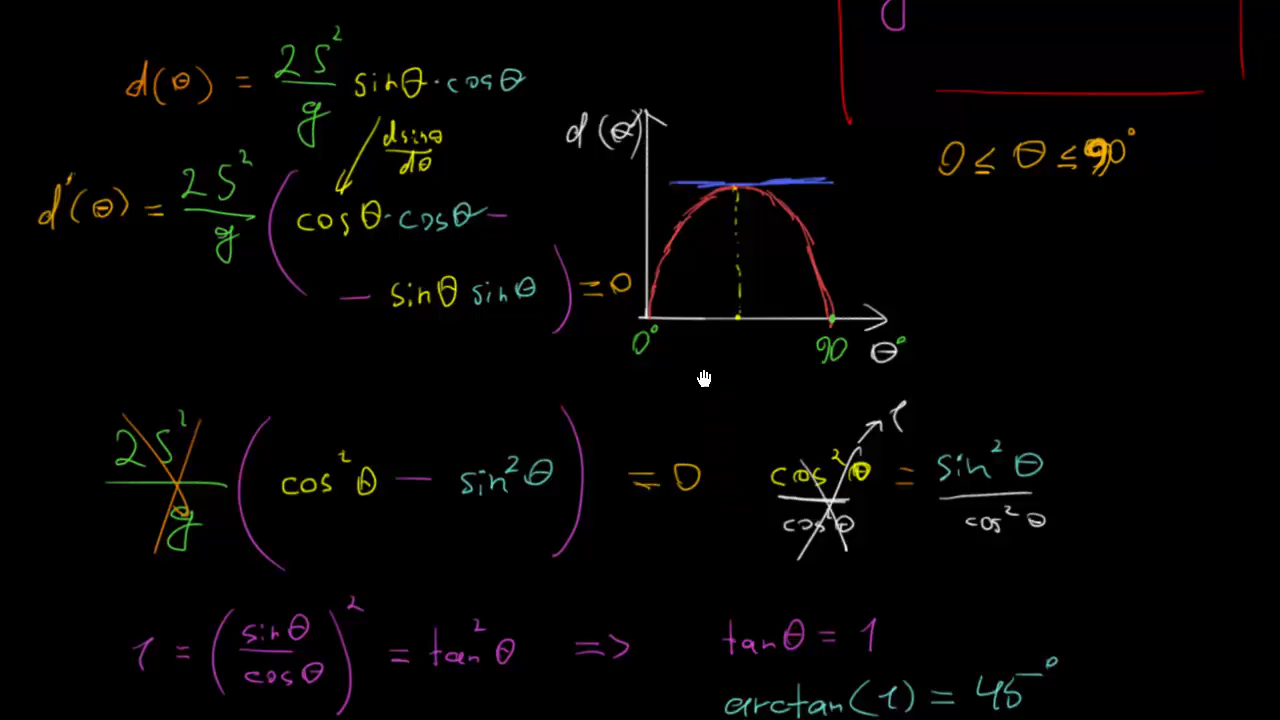 d(θ) = 2S²/g sinθ·cosθ
dsinθ/dθ
d'(θ) = 2S²/g (cosθ·cosθ −
− sinθ sinθ) = 0
d(θ)
0° 90 θ°
0 ≤ θ ≤ 90°
2S²/g (cos²θ − sin²θ) = 0
cos²θ/cos²θ = sin²θ/cos²θ
1
1 = (sinθ/cosθ)² = tan²θ => tanθ = 1
arctan(1) = 45°